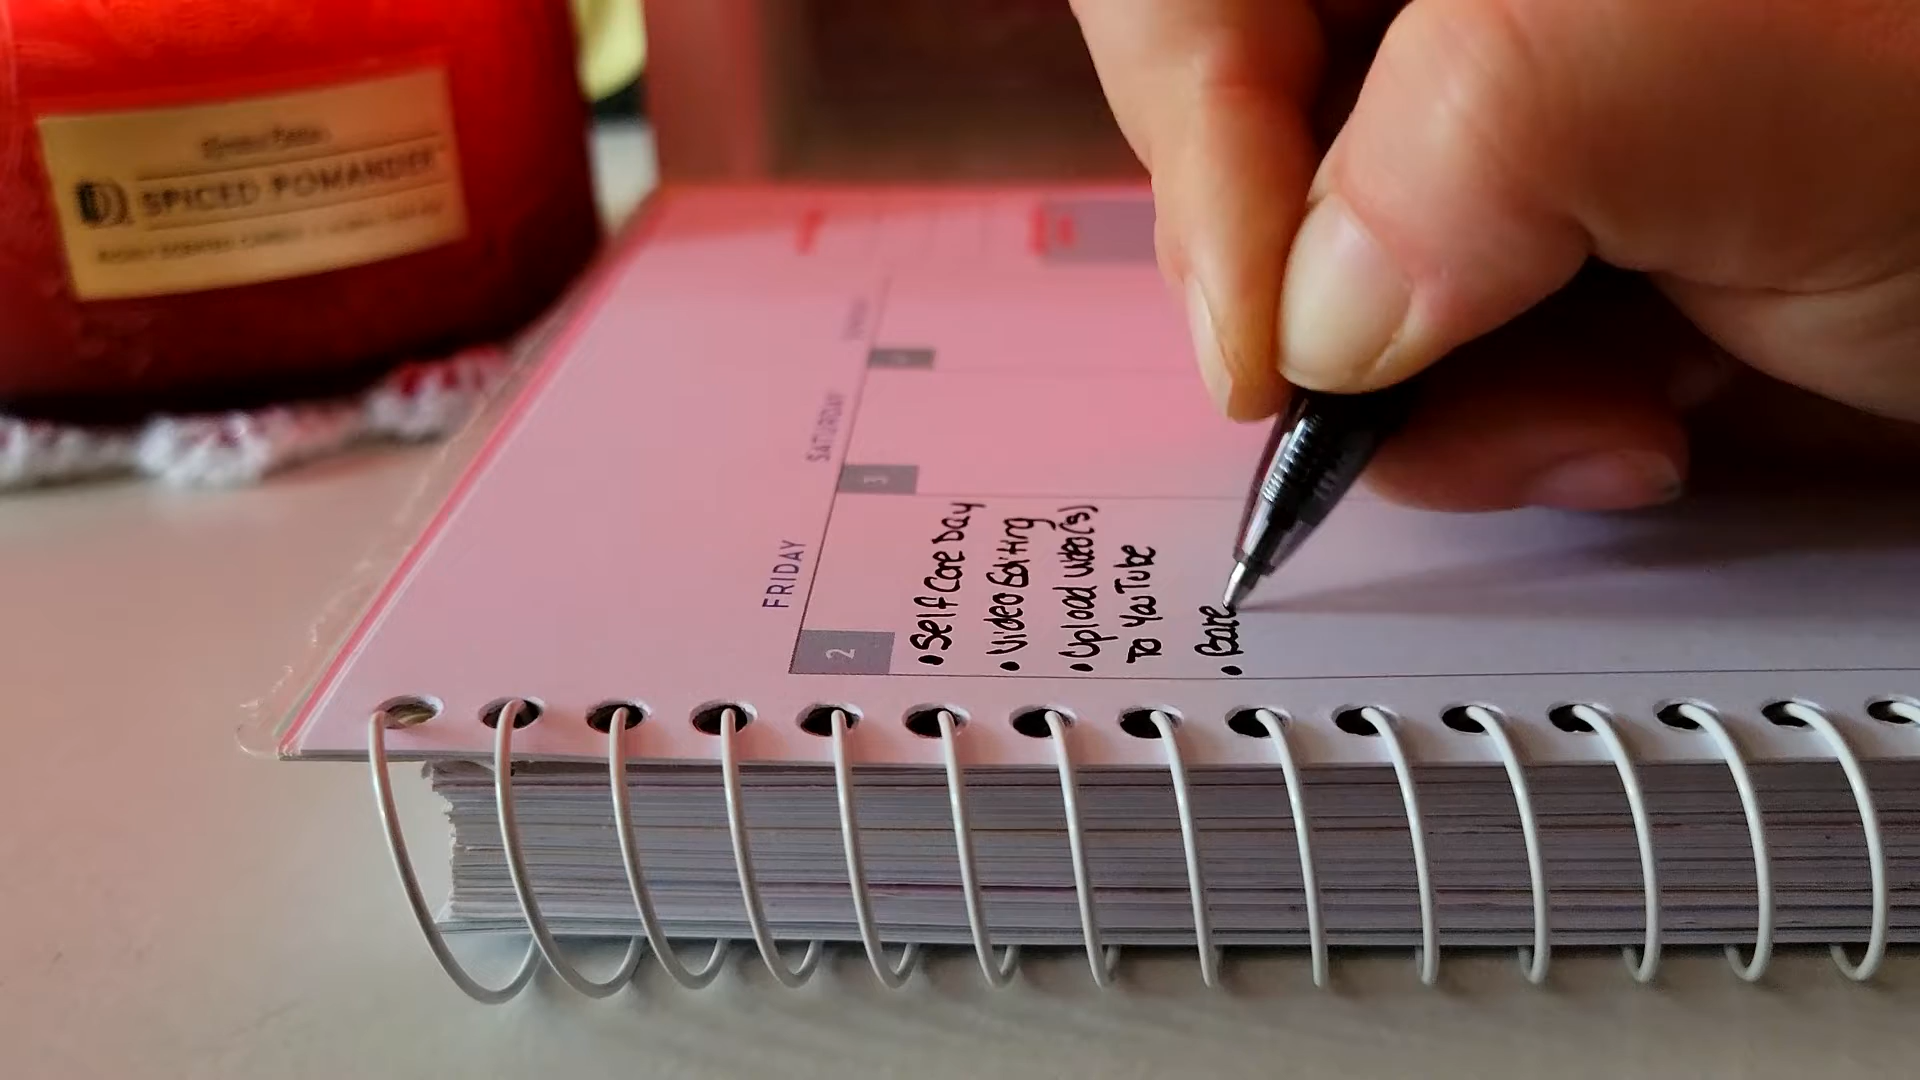 SPICED POMANDER
SATURDAY
3
FRIDAY
2
• Self Care Day
• Video Editing
• Upload video(s)
To YouTube
•